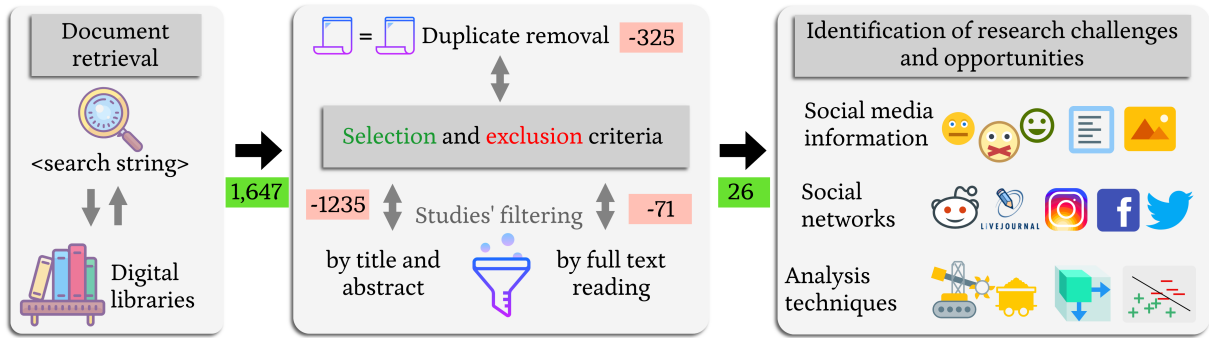 Document
retrieval
<search string>
Digital
libraries
1,647
= Duplicate removal -325
Selection and exclusion criteria
-1235
Studies' filtering
-71
by title and
abstract
by full text
reading
26
Identification of research challenges
and opportunities
Social media
information
Social
networks
LIVEJOURNAL
f
Analysis
techniques